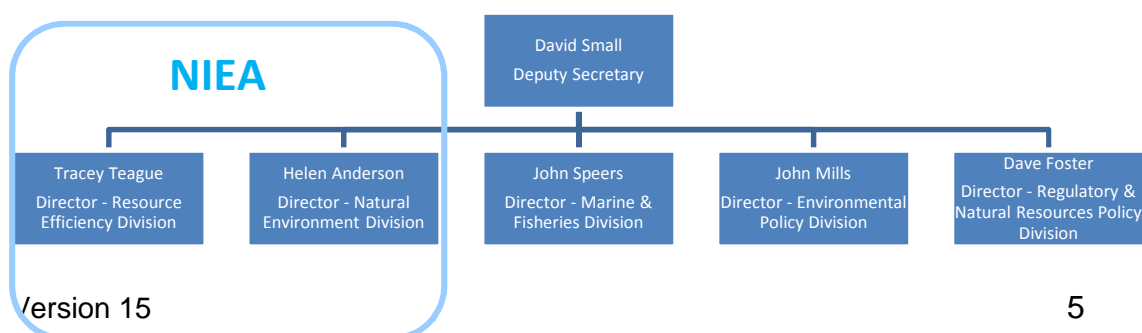 NIEA
David Small
Deputy Secretary
Tracey Teague
Director - Resource
Efficiency Division
Helen Anderson
Director - Natural
Environment Division
John Speers
Director - Marine &
Fisheries Division
John Mills
Director - Environmental
Policy Division
Dave Foster
Director - Regulatory &
Natural Resources Policy
Division
Version 15
5